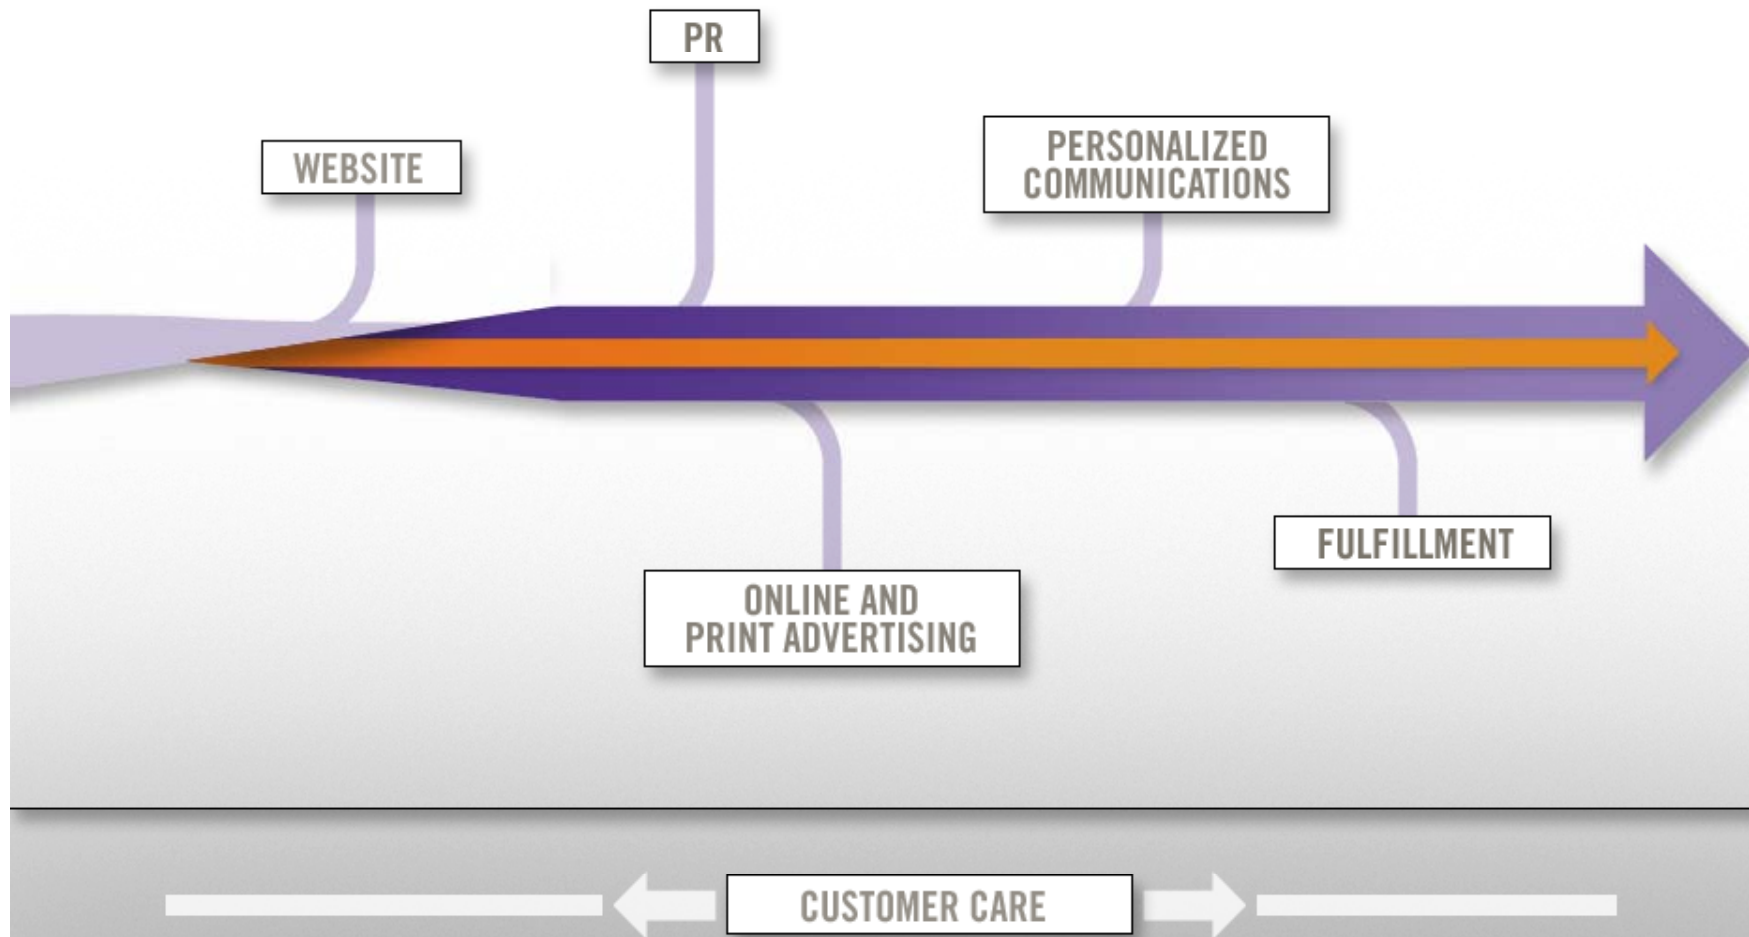 PR
WEBSITE
PERSONALIZED
COMMUNICATIONS
FULFILLMENT
ONLINE AND
PRINT ADVERTISING
CUSTOMER CARE